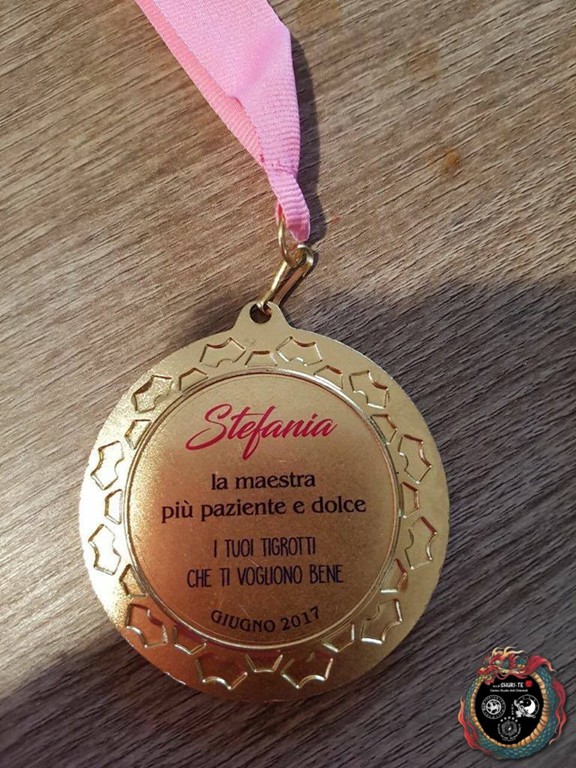 Stefania
la maestra
più paziente e dolce
I TUOI TIGROTTI
CHE TI VOGLIONO BENE
GIUGNO 2017